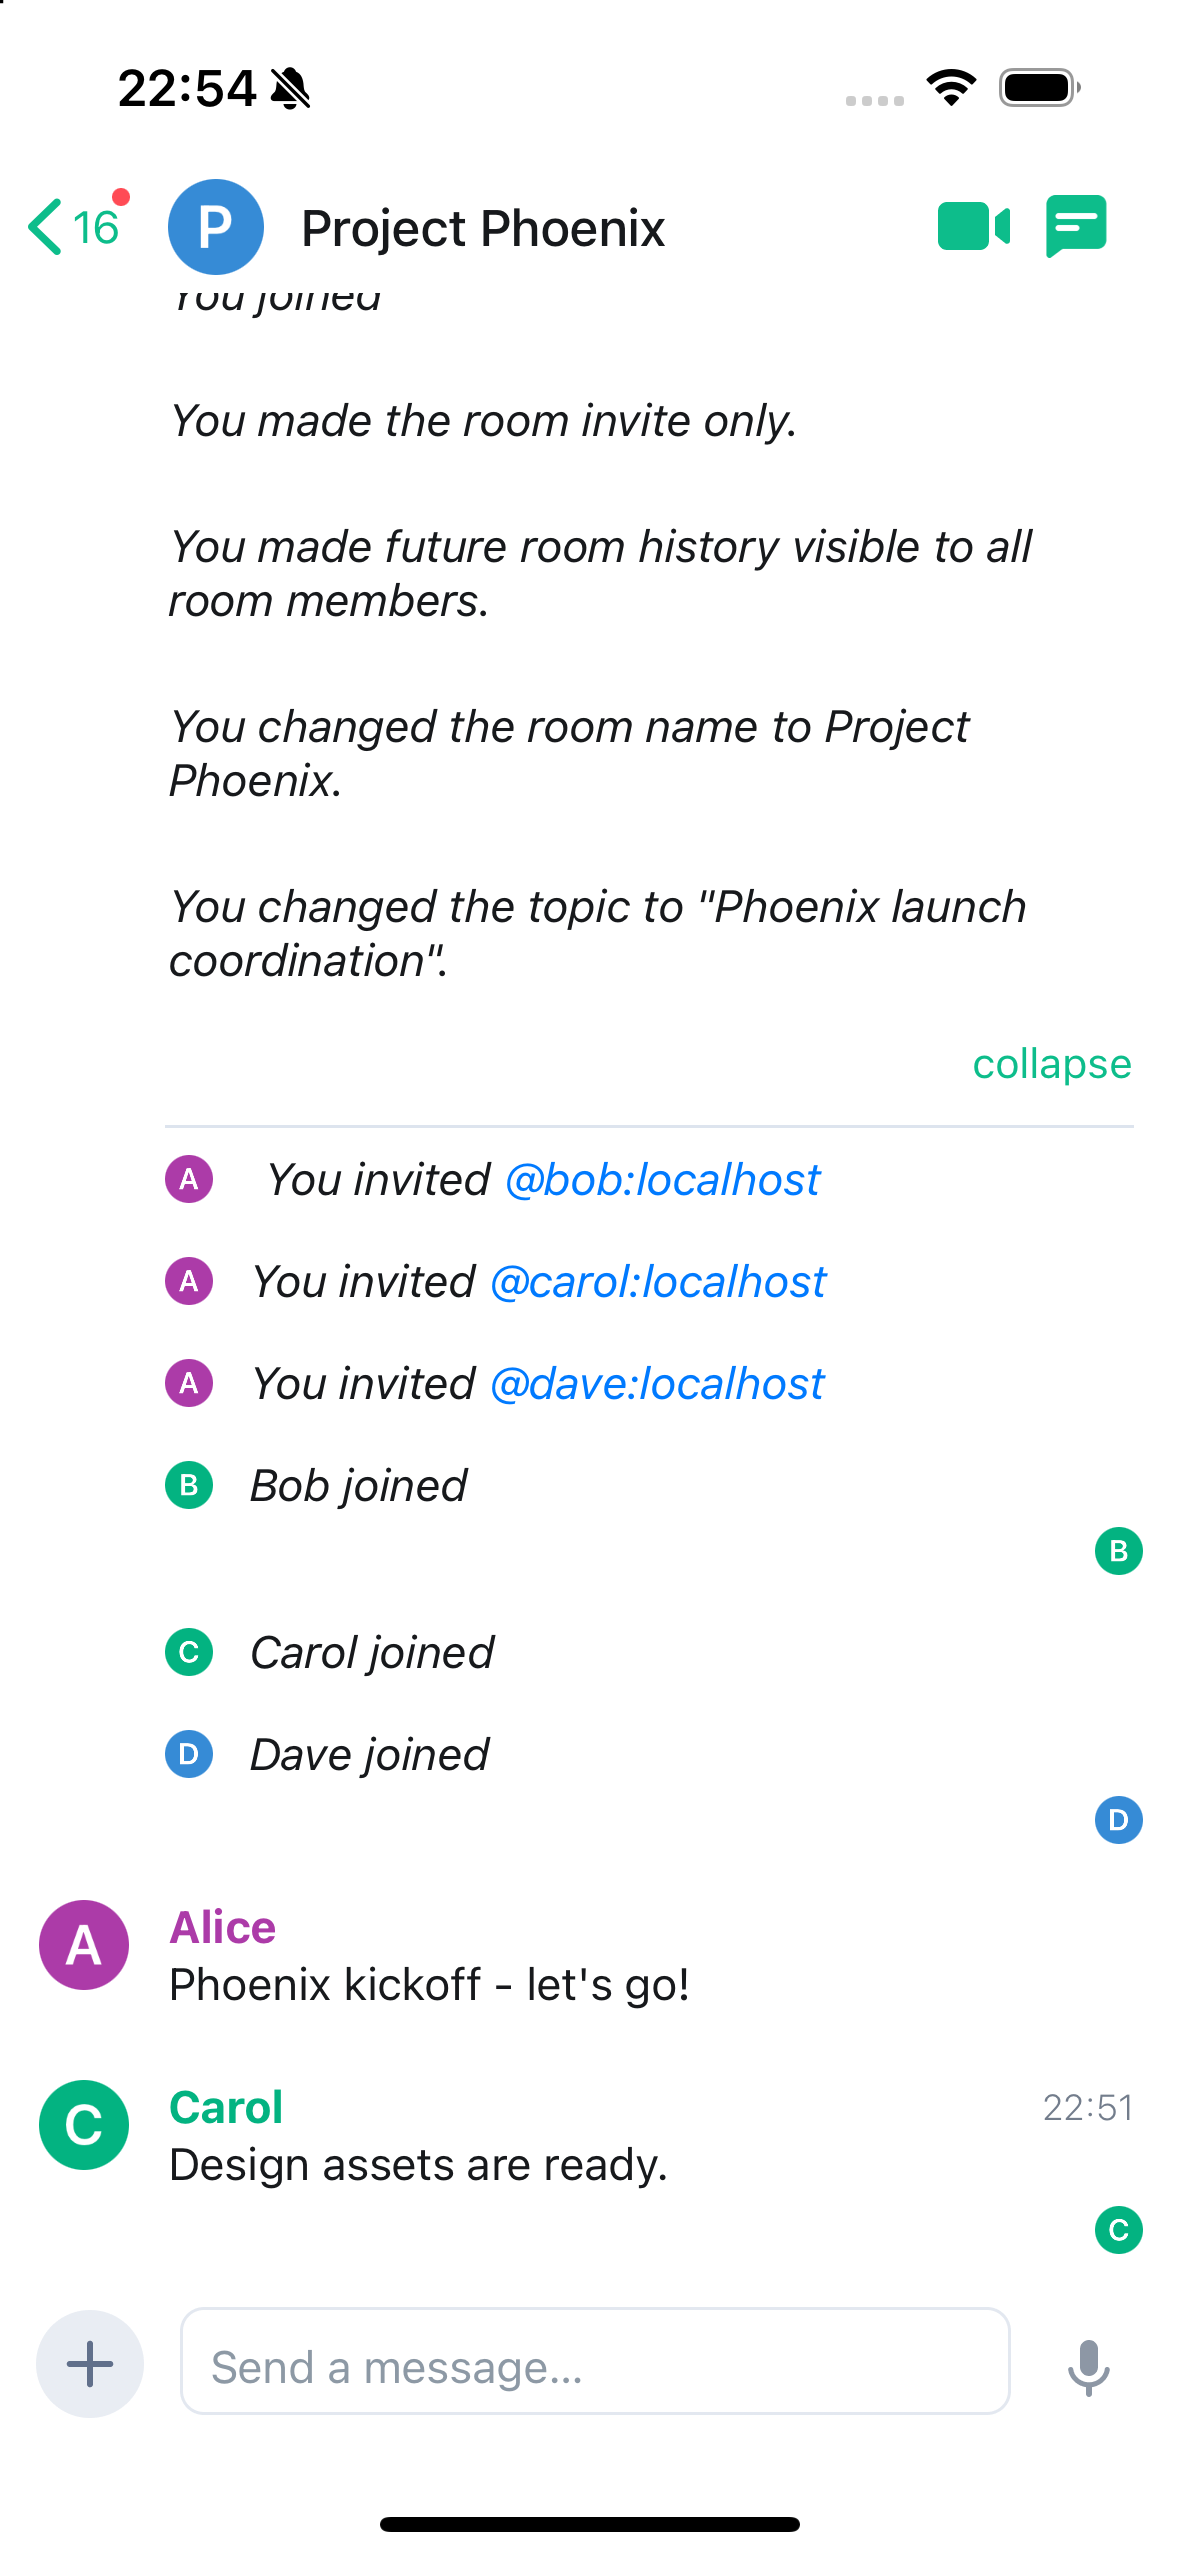 22:54
16
P
Project Phoenix
You joined
You made the room invite only.
You made future room history visible to all
room members.
You changed the room name to Project
Phoenix.
You changed the topic to "Phoenix launch
coordination".
collapse
A You invited @bob:localhost
A You invited @carol:localhost
A You invited @dave:localhost
B Bob joined
B
C Carol joined
D Dave joined
D
A
Alice
Phoenix kickoff - let's go!
C
Carol 22:51
Design assets are ready.
C
Send a message...